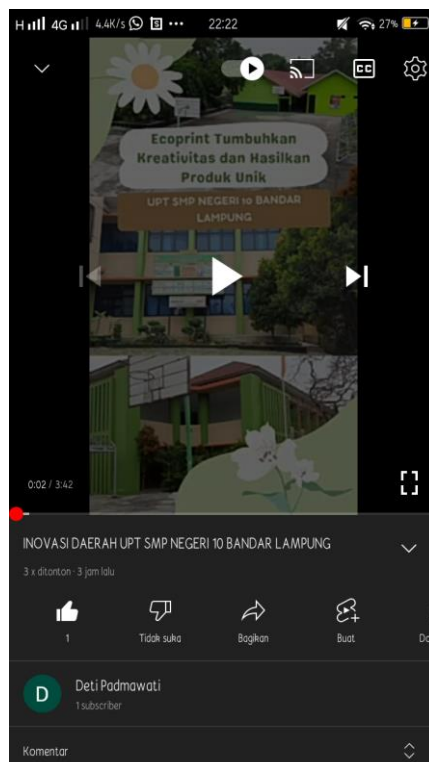 H 4G 4.4K/s 22:22 27%
CC
Ecoprint Tumbuhkan
Kreativitas dan Hasilkan
Produk Unik
UPT SMP NEGERI 10 BANDAR
LAMPUNG
0:02 / 3:42
INOVASI DAERAH UPT SMP NEGERI 10 BANDAR LAMPUNG
3 x ditonton · 3 jam lalu
1 Tidak suka Bagikan Buat Do
D
Deti Padmawati
1 subscriber
Komentar